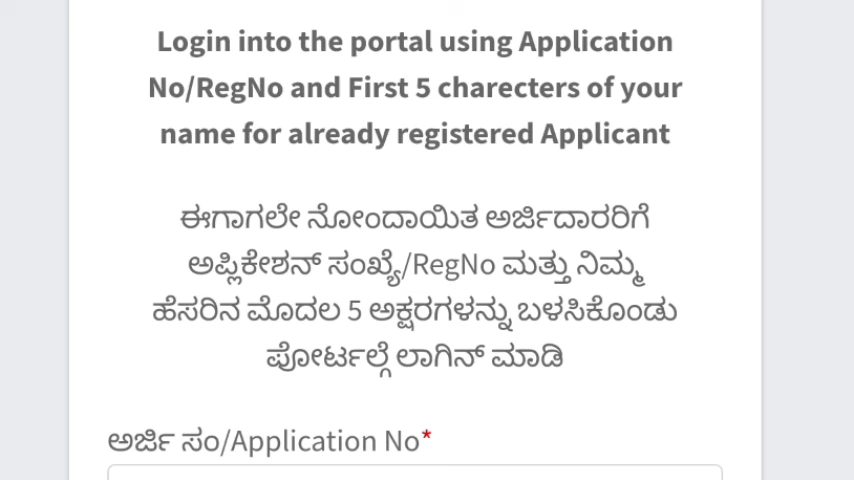 Login into the portal using Application
No/RegNo and First 5 charecters of your
name for already registered Applicant
ಈಗಾಗಲೇ ನೋಂದಾಯಿತ ಅರ್ಜಿದಾರರಿಗೆ
ಅಪ್ಲಿಕೇಶನ್ ಸಂಖ್ಯೆ/RegNo ಮತ್ತು ನಿಮ್ಮ
ಹೆಸರಿನ ಮೊದಲ 5 ಅಕ್ಷರಗಳನ್ನು ಬಳಸಿಕೊಂಡು
ಪೋರ್ಟಲ್ಗೆ ಲಾಗಿನ್ ಮಾಡಿ
ಅರ್ಜಿ ಸಂ/Application No*